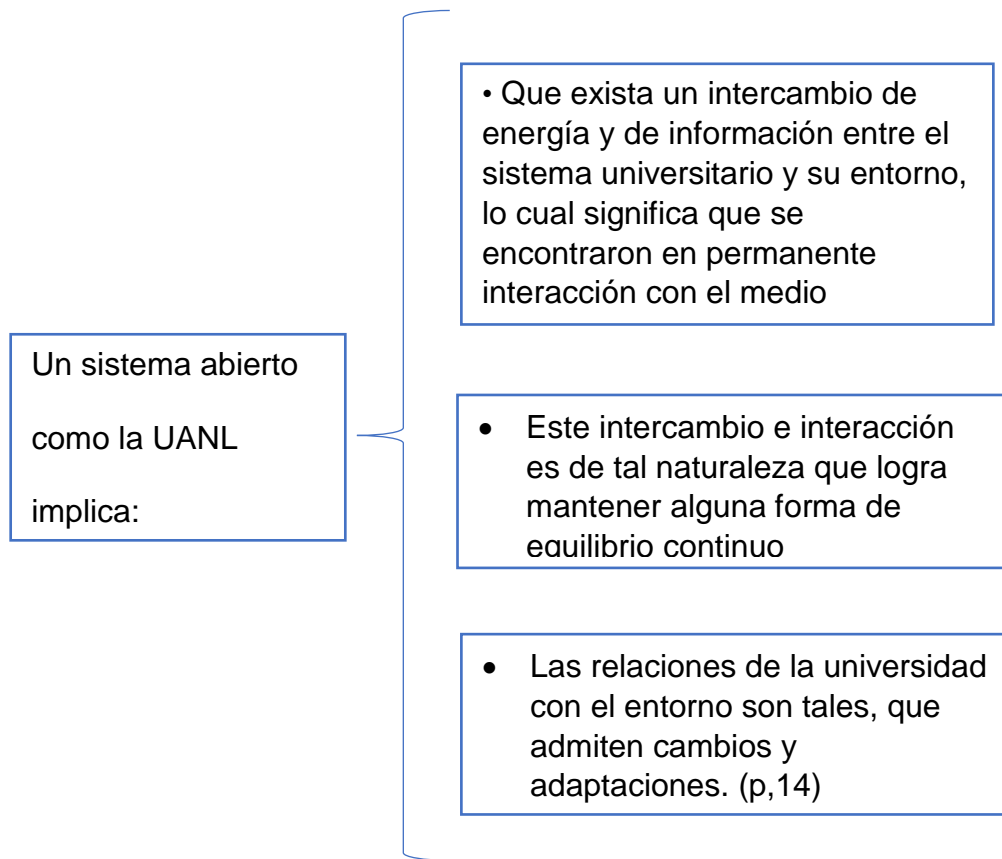 Un sistema abierto
como la UANL
implica:
• Que exista un intercambio de
energía y de información entre el
sistema universitario y su entorno,
lo cual significa que se
encontraron en permanente
interacción con el medio
• Este intercambio e interacción
es de tal naturaleza que logra
mantener alguna forma de
equilibrio continuo
• Las relaciones de la universidad
con el entorno son tales, que
admiten cambios y
adaptaciones. (p,14)